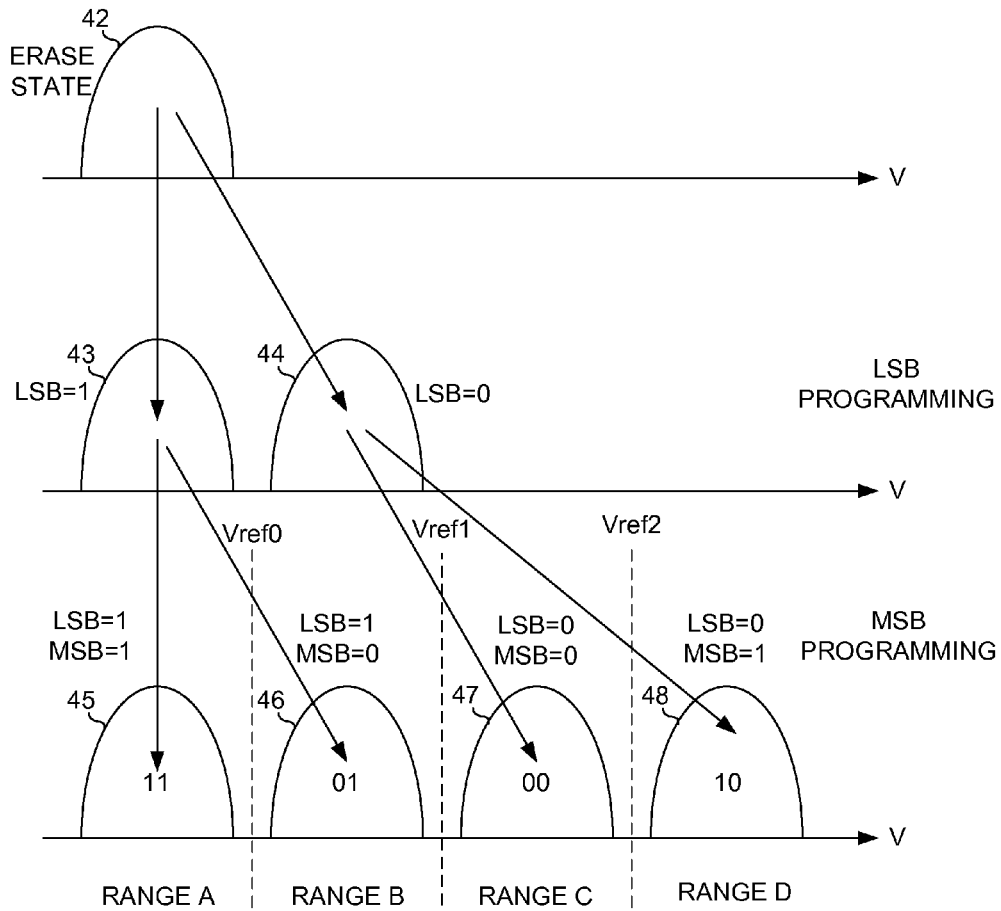 42
ERASE
STATE
V
43
LSB=1
44
LSB=0
LSB
PROGRAMMING
V
Vref0
Vref1
Vref2
LSB=1
MSB=1
LSB=1
MSB=0
LSB=0
MSB=0
LSB=0
MSB=1
MSB
PROGRAMMING
45
46
47
48
11
01
00
10
V
RANGE A
RANGE B
RANGE C
RANGE D